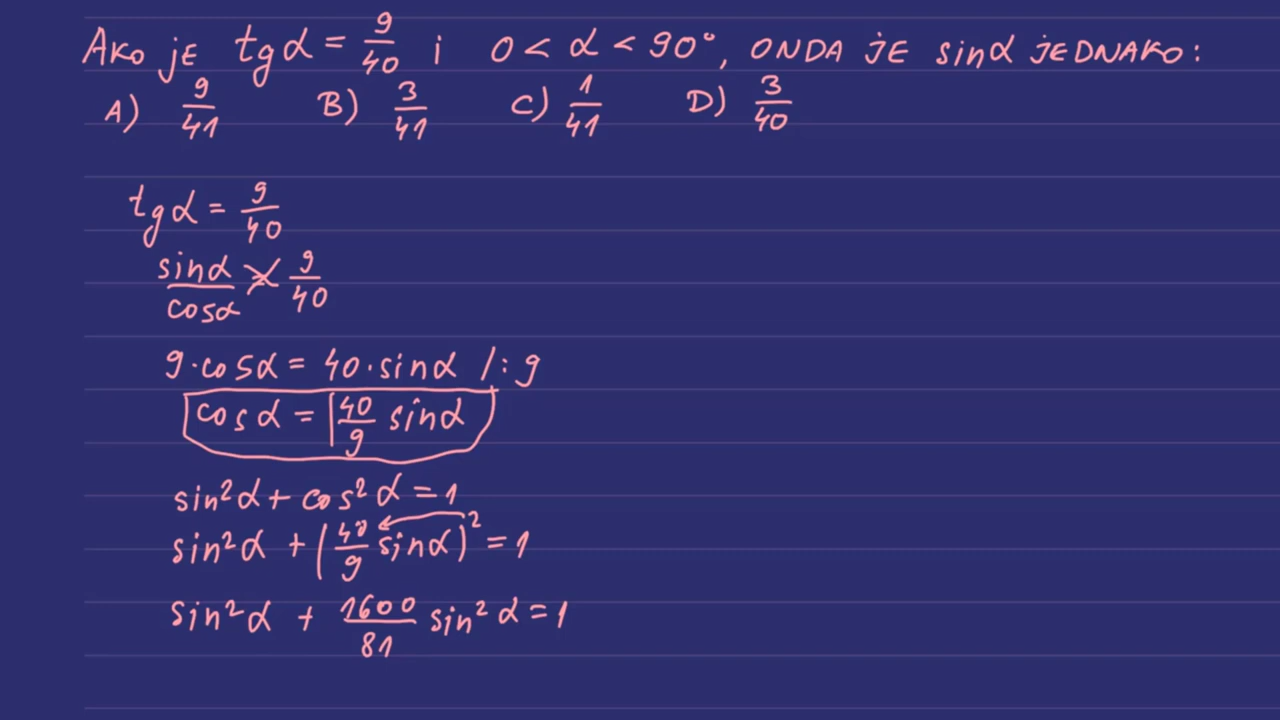 Ako je tgα = 9/40 i 0 < α < 90°, ONDA JE sinα JEDNAKO:
A) 9/41 B) 3/41 C) 1/41 D) 3/40
tgα = 9/40
sinα/cosα = 9/40
9·cosα = 40·sinα /:9
cosα = 40/9 sinα
sin²α + cos²α = 1
sin²α + (40/9 sinα)² = 1
sin²α + 1600/81 sin²α = 1